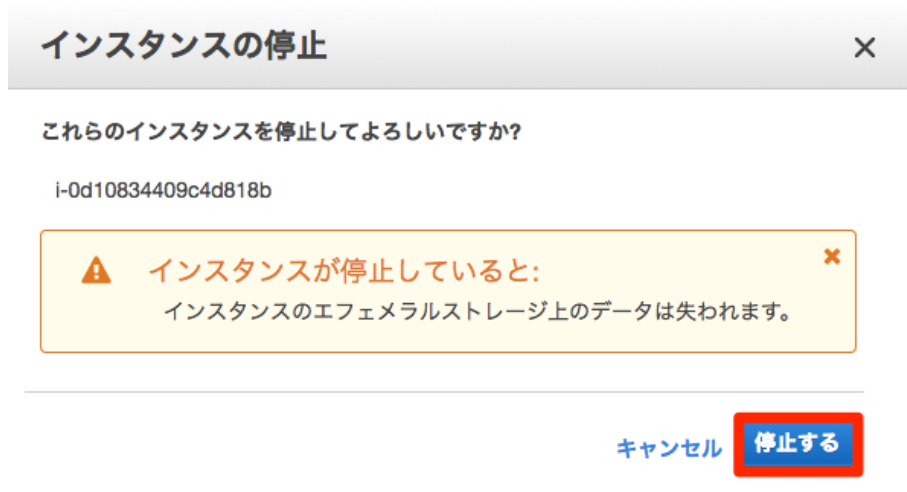 インスタンスの停止
これらのインスタンスを停止してよろしいですか?
i-0d10834409c4d818b
インスタンスが停止していると:
インスタンスのエフェメラルストレージ上のデータは失われます。
キャンセル 停止する